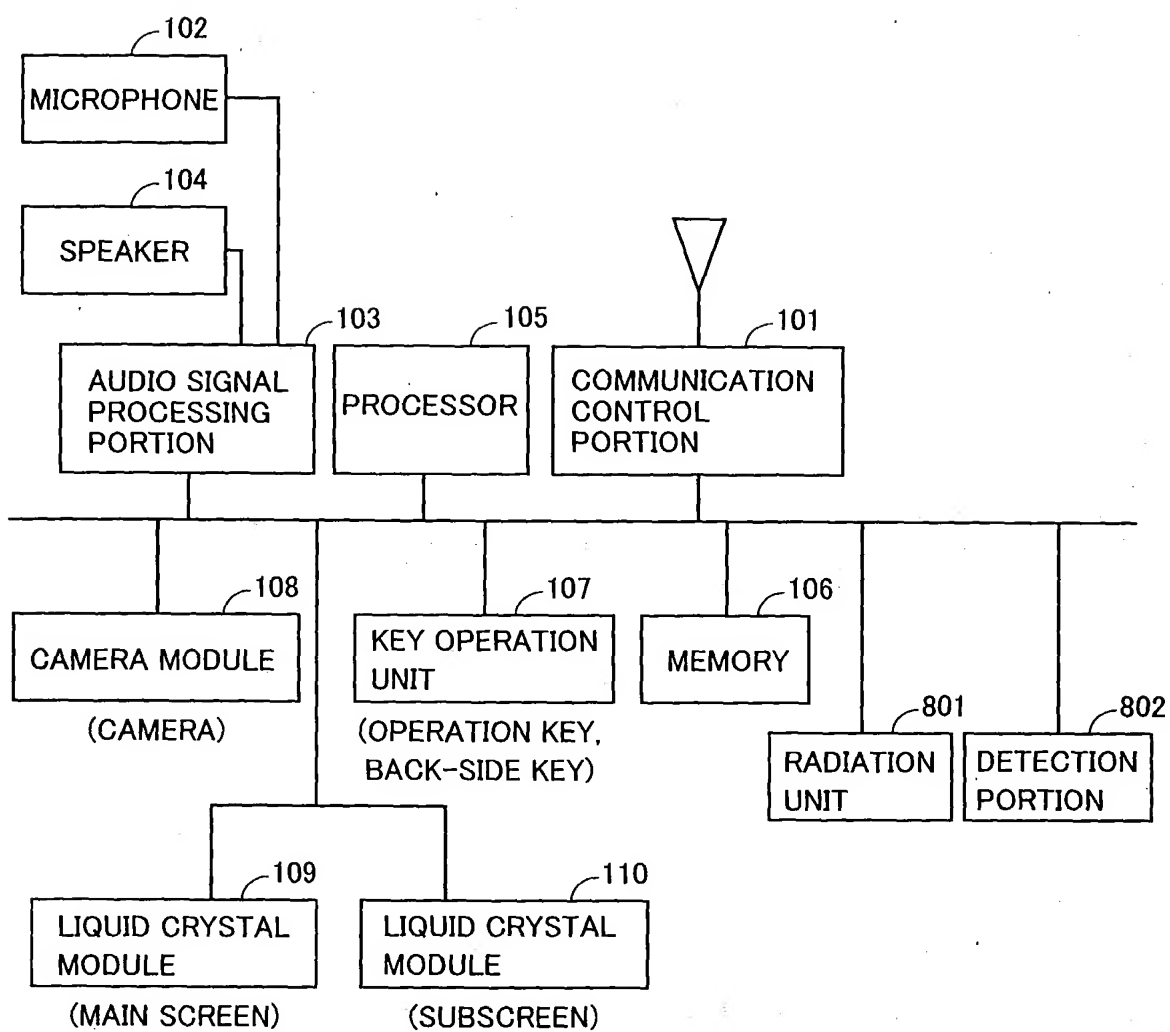 102
MICROPHONE
104
SPEAKER
103
AUDIO SIGNAL
PROCESSING
PORTION
105
PROCESSOR
101
COMMUNICATION
CONTROL
PORTION
108
CAMERA MODULE
(CAMERA)
107
KEY OPERATION
UNIT
(OPERATION KEY,
BACK-SIDE KEY)
106
MEMORY
801
RADIATION
UNIT
802
DETECTION
PORTION
109
LIQUID CRYSTAL
MODULE
(MAIN SCREEN)
110
LIQUID CRYSTAL
MODULE
(SUBSCREEN)